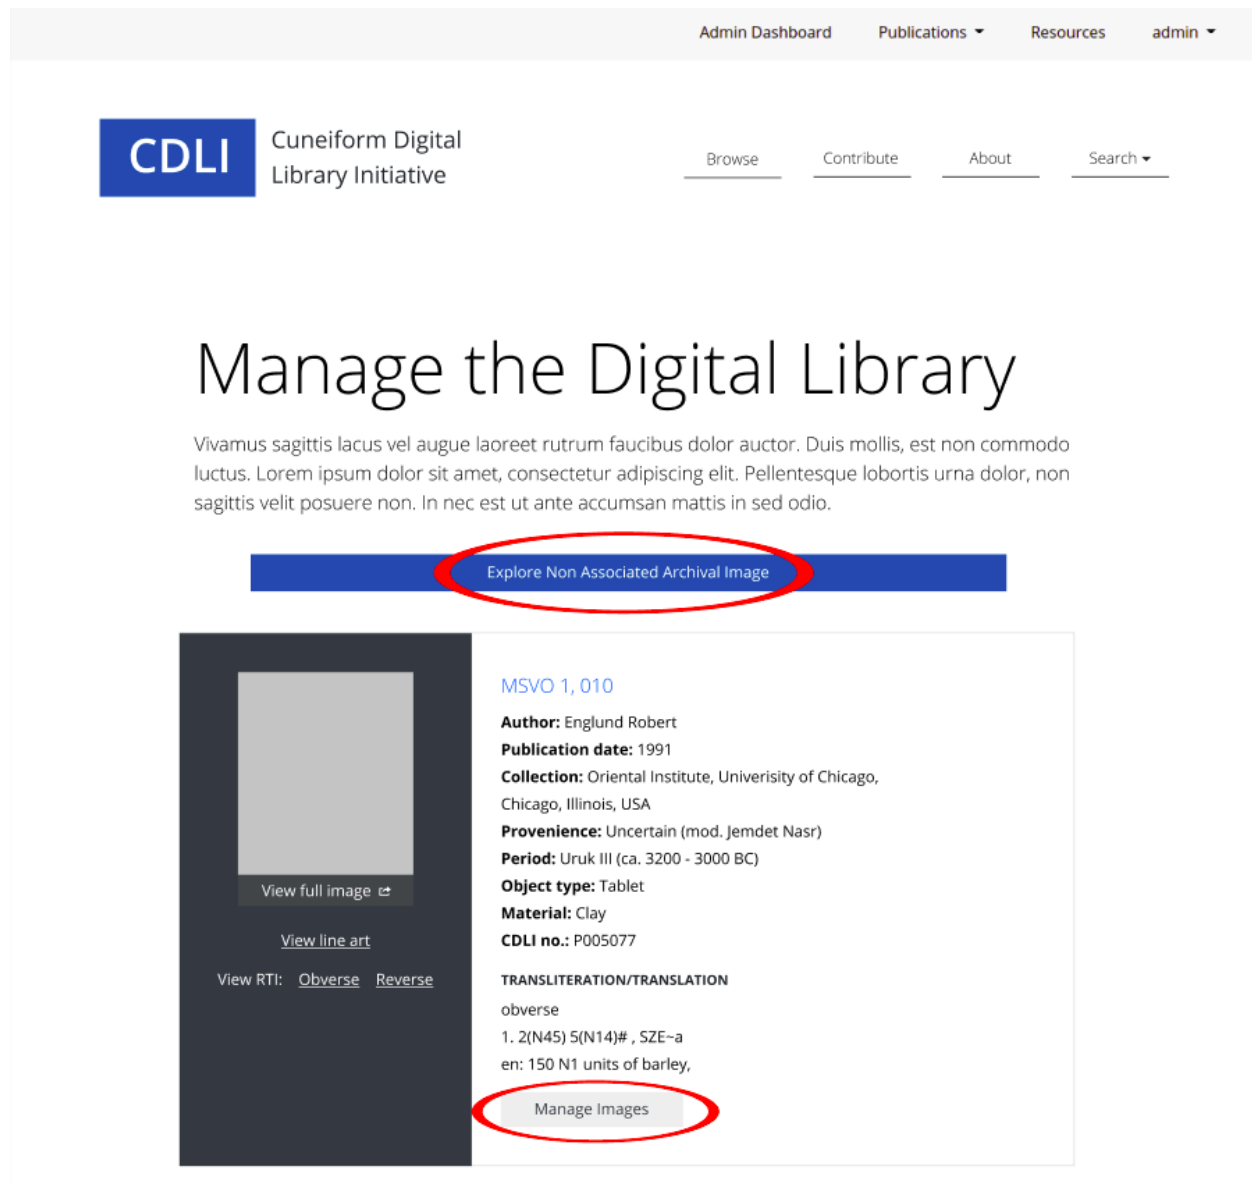 Admin Dashboard Publications Resources admin
CDLI Cuneiform Digital
Library Initiative
Browse Contribute About Search
Manage the Digital Library
Vivamus sagittis lacus vel augue laoreet rutrum faucibus dolor auctor. Duis mollis, est non commodo
luctus. Lorem ipsum dolor sit amet, consectetur adipiscing elit. Pellentesque lobortis urna dolor, non
sagittis velit posuere non. In nec est ut ante accumsan mattis in sed odio.
Explore Non Associated Archival Image
View full image
View line art
View RTI: Obverse Reverse
MSVO 1, 010
Author: Englund Robert
Publication date: 1991
Collection: Oriental Institute, Univerisity of Chicago,
Chicago, Illinois, USA
Provenience: Uncertain (mod. Jemdet Nasr)
Period: Uruk III (ca. 3200 - 3000 BC)
Object type: Tablet
Material: Clay
CDLI no.: P005077
TRANSLITERATION/TRANSLATION
obverse
1. 2(N45) 5(N14)# , SZE~a
en: 150 N1 units of barley,
Manage Images